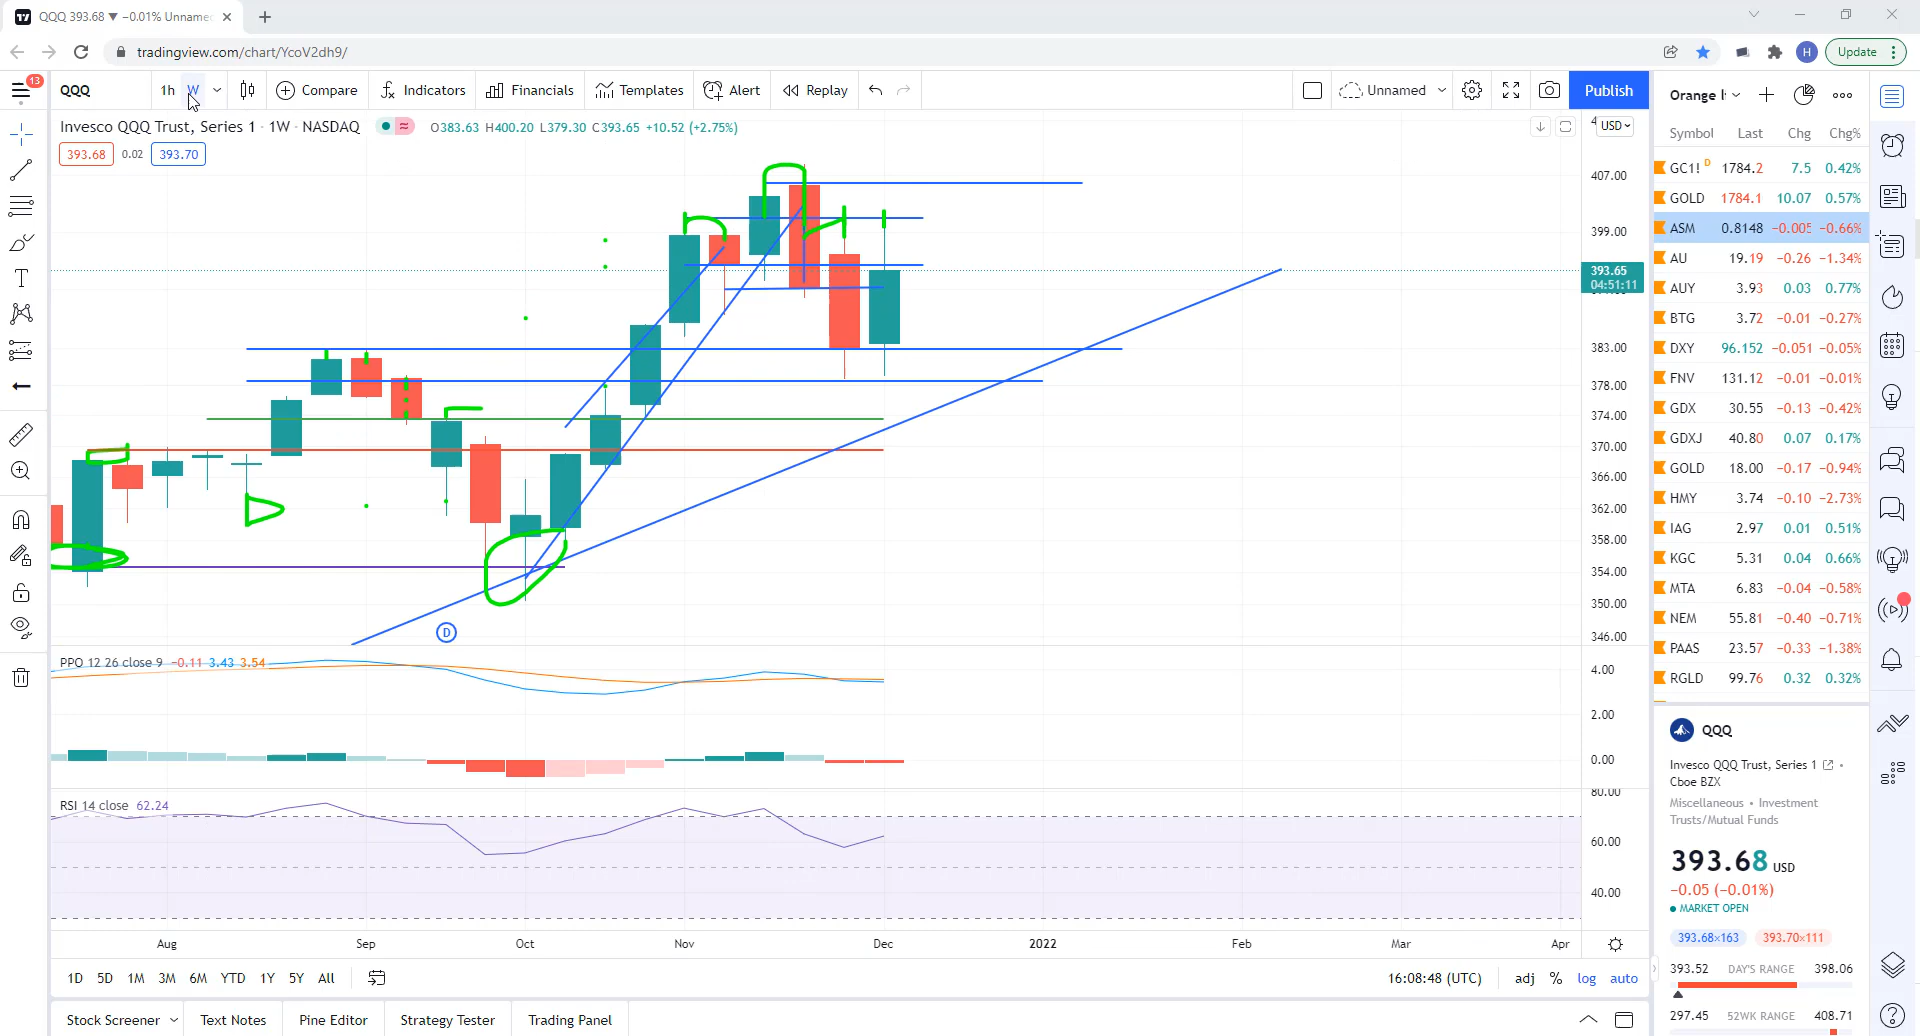 QQQ 393.68 ▼ −0.01% Unnamed
tradingview.com/chart/YcoV2dh9/
H
Update
13
QQQ
1h W
Compare
Indicators
Financials
Templates
Alert
Replay
Unnamed
Publish
Invesco QQQ Trust, Series 1 · 1W · NASDAQ
O383.63 H400.20 L379.30 C393.65 +10.52 (+2.75%)
393.68 0.02 393.70
USD
407.00
399.00
393.65
04:51:11
383.00
378.00
374.00
370.00
366.00
362.00
358.00
354.00
350.00
346.00
D
PPO 12 26 close 9 −0.11 3.43 3.54
4.00
2.00
0.00
RSI 14 close 62.24
80.00
60.00
40.00
Aug Sep Oct Nov Dec 2022 Feb Mar Apr
1D 5D 1M 3M 6M YTD 1Y 5Y All
16:08:48 (UTC) adj % log auto
Stock Screener Text Notes Pine Editor Strategy Tester Trading Panel
Symbol Last Chg Chg%
GC1! D 1784.2 7.5 0.42%
GOLD 1784.1 10.07 0.57%
ASM 0.8148 −0.005 −0.66%
AU 19.19 −0.26 −1.34%
AUY 3.93 0.03 0.77%
BTG 3.72 −0.01 −0.27%
DXY 96.152 −0.051 −0.05%
FNV 131.12 −0.01 −0.01%
GDX 30.55 −0.13 −0.42%
GDXJ 40.80 0.07 0.17%
GOLD 18.00 −0.17 −0.94%
HMY 3.74 −0.10 −2.73%
IAG 2.97 0.01 0.51%
KGC 5.31 0.04 0.66%
MTA 6.83 −0.04 −0.58%
NEM 55.81 −0.40 −0.71%
PAAS 23.57 −0.33 −1.38%
RGLD 99.76 0.32 0.32%
QQQ
Invesco QQQ Trust, Series 1 •
Cboe BZX
Miscellaneous • Investment
Trusts/Mutual Funds
393.68 USD
−0.05 (−0.01%)
MARKET OPEN
393.68×163 393.70×111
393.52 DAY'S RANGE 398.06
297.45 52WK RANGE 408.71